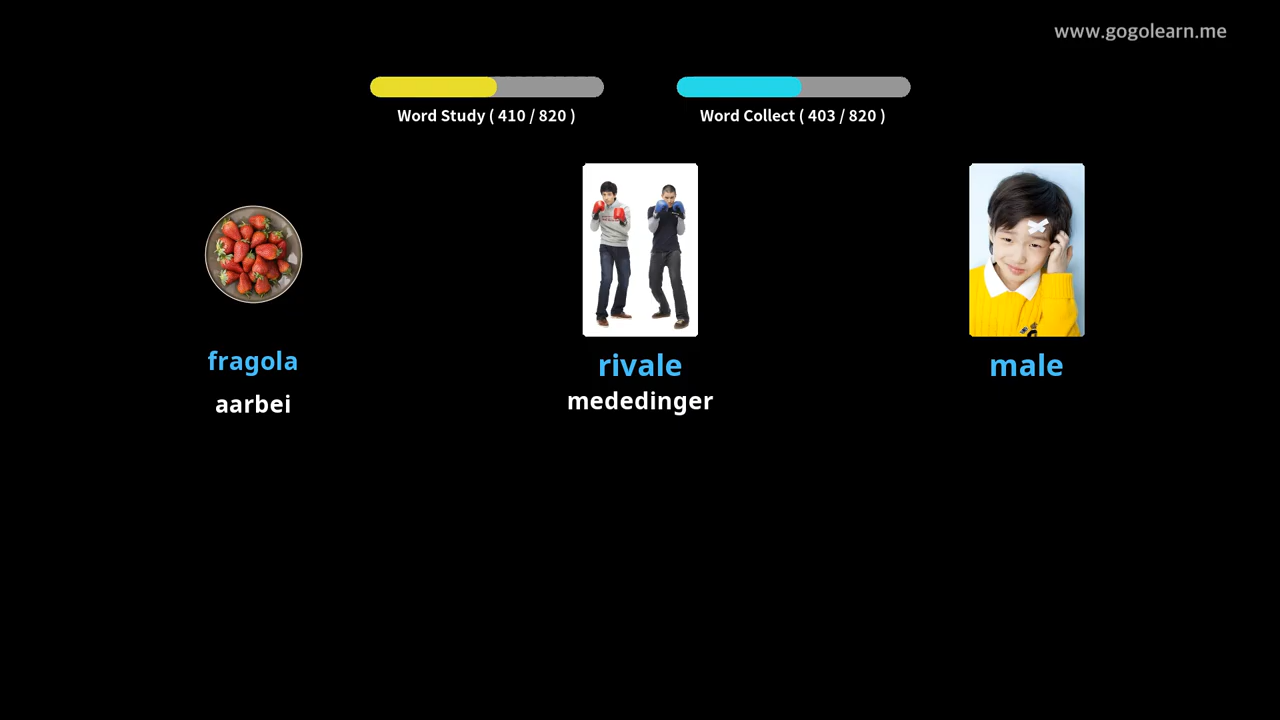 www.gogolearn.me
Word Study ( 410 / 820 )
Word Collect ( 403 / 820 )
fragola
aarbei
rivale
mededinger
male